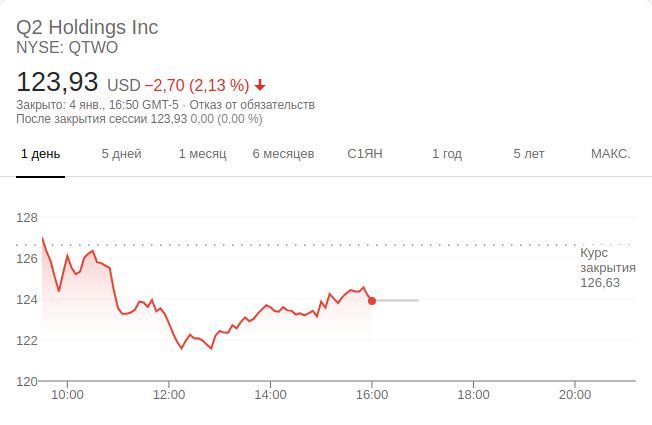 Q2 Holdings Inc
NYSE: QTWO
123,93 USD −2,70 (2,13 %)
Закрыто: 4 янв., 16:50 GMT-5 · Отказ от обязательств
После закрытия сессии 123,93 0,00 (0,00 %)
1 день 5 дней 1 месяц 6 месяцев С1ЯН 1 год 5 лет МАКС.
128
126
Курс
закрытия
126,63
124
122
120
10:00 12:00 14:00 16:00 18:00 20:00